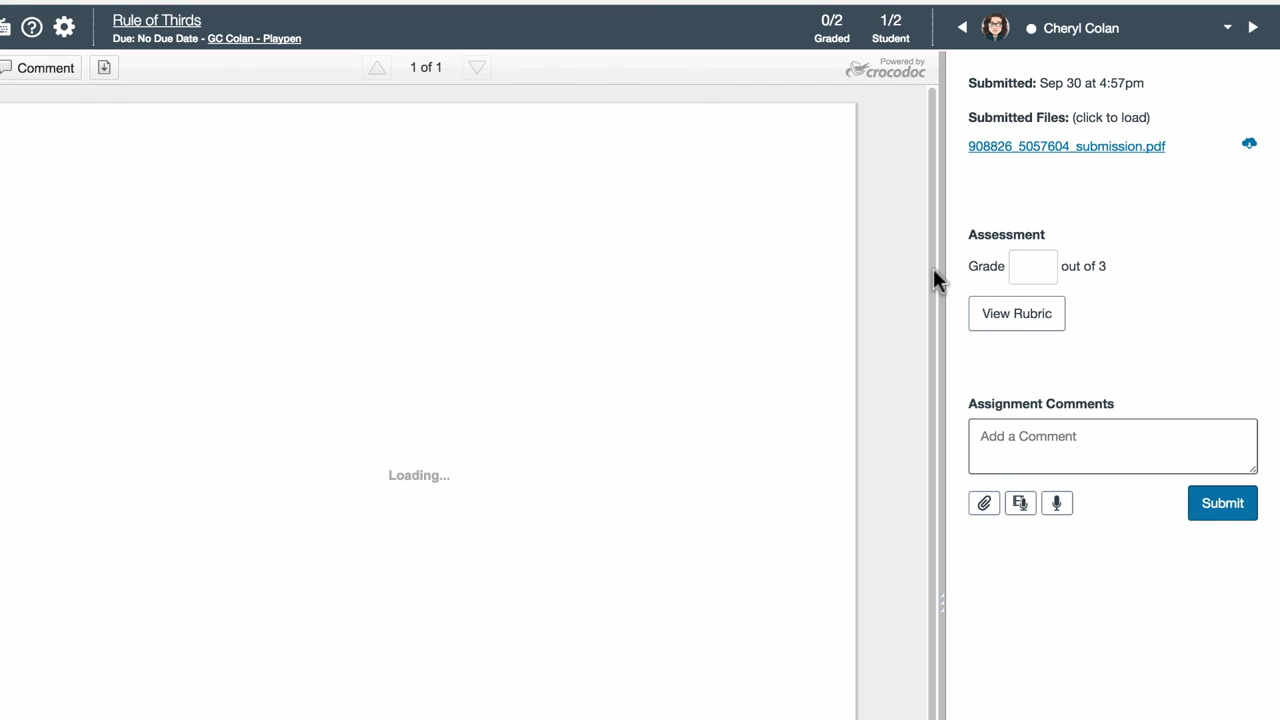 Rule of Thirds
Due: No Due Date - GC Colan - Playpen
0/2
Graded
1/2
Student
Cheryl Colan
Comment
1 of 1
Powered by
crocodoc
Loading...
Submitted: Sep 30 at 4:57pm
Submitted Files: (click to load)
908826_5057604_submission.pdf
Assessment
Grade out of 3
View Rubric
Assignment Comments
Add a Comment
Submit